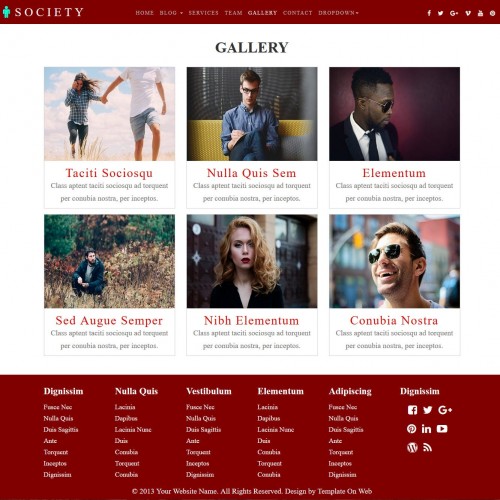 SOCIETY
HOME BLOG SERVICES TEAM GALLERY CONTACT DROPDOWN
GALLERY
Taciti Sociosqu
Class aptent taciti sociosqu ad torquent
per conubia nostra, per inceptos.
Nulla Quis Sem
Class aptent taciti sociosqu ad torquent
per conubia nostra, per inceptos.
Elementum
Class aptent taciti sociosqu ad torquent
per conubia nostra, per inceptos.
Sed Augue Semper
Class aptent taciti sociosqu ad torquent
per conubia nostra, per inceptos.
Nibh Elementum
Class aptent taciti sociosqu ad torquent
per conubia nostra, per inceptos.
Conubia Nostra
Class aptent taciti sociosqu ad torquent
per conubia nostra, per inceptos.
Dignissim
Fusce Nec
Nulla Quis
Duis Sagittis
Ante
Torquent
Inceptos
Dignissim
Nulla Quis
Lacinia
Dapibus
Lacinia Nunc
Duis
Conubia
Torquent
Conubia
Vestibulum
Lacinia
Dapibus
Lacinia Nunc
Duis
Conubia
Torquent
Conubia
Elementum
Lacinia
Dapibus
Duis
Conubia
Torquent
Inceptos
Conubia
Adipiscing
Fusce Nec
Nulla Quis
Duis Sagittis
Ante
Torquent
Inceptos
Dignissim
Dignissim
© 2013 Your Website Name. All Rights Reserved. Design by Template On Web